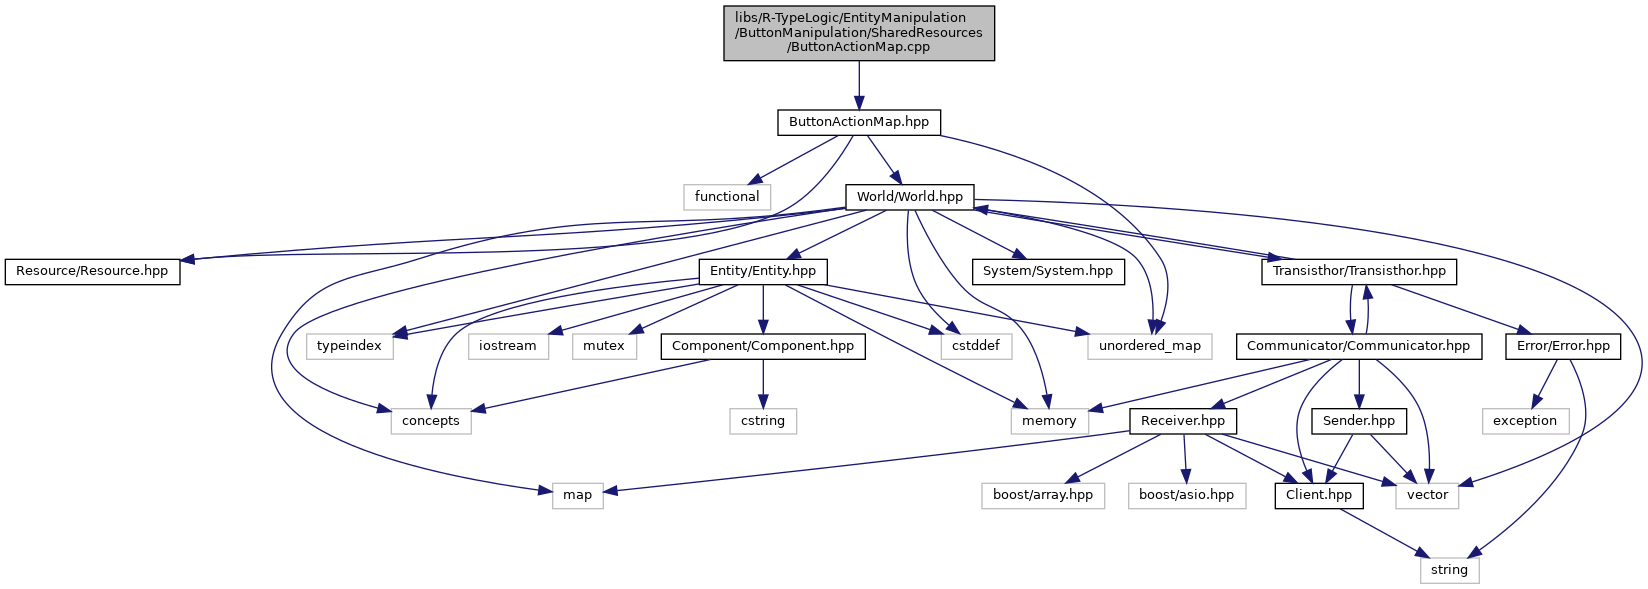 libs/R-TypeLogic/EntityManipulation
/ButtonManipulation/SharedResources
/ButtonActionMap.cpp
ButtonActionMap.hpp
functional
World/World.hpp
Resource/Resource.hpp
Entity/Entity.hpp
System/System.hpp
Transisthor/Transisthor.hpp
typeindex
iostream
mutex
Component/Component.hpp
cstddef
unordered_map
Communicator/Communicator.hpp
Error/Error.hpp
concepts
cstring
memory
Receiver.hpp
Sender.hpp
exception
map
boost/array.hpp
boost/asio.hpp
Client.hpp
vector
string